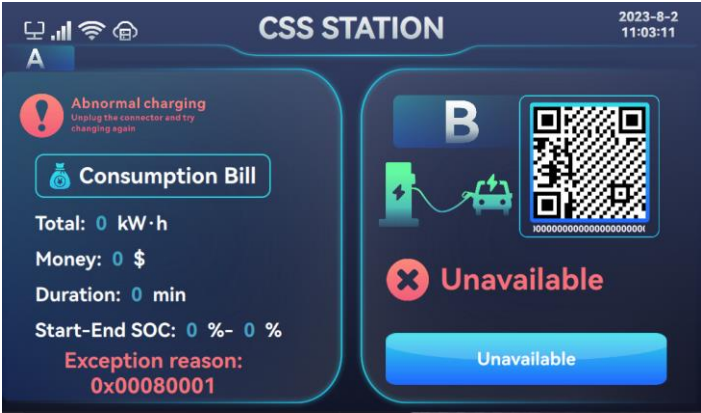 CSS STATION
2023-8-2
11:03:11
A
Abnormal charging
Unplug the connector and try
changing again
Consumption Bill
Total: 0 kW·h
Money: 0 $
Duration: 0 min
Start-End SOC: 0 %- 0 %
Exception reason:
0x00080001
B
Unavailable
Unavailable